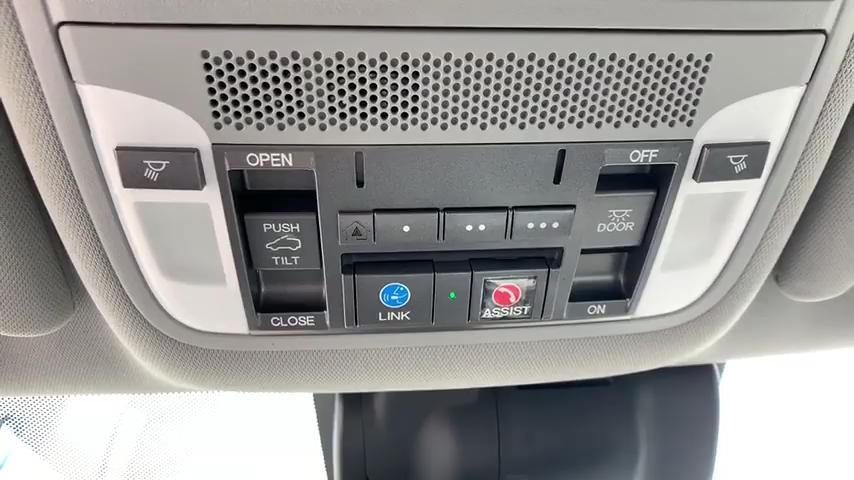 OPEN
OFF
PUSH
TILT
DOOR
LINK
ASSIST
CLOSE
ON